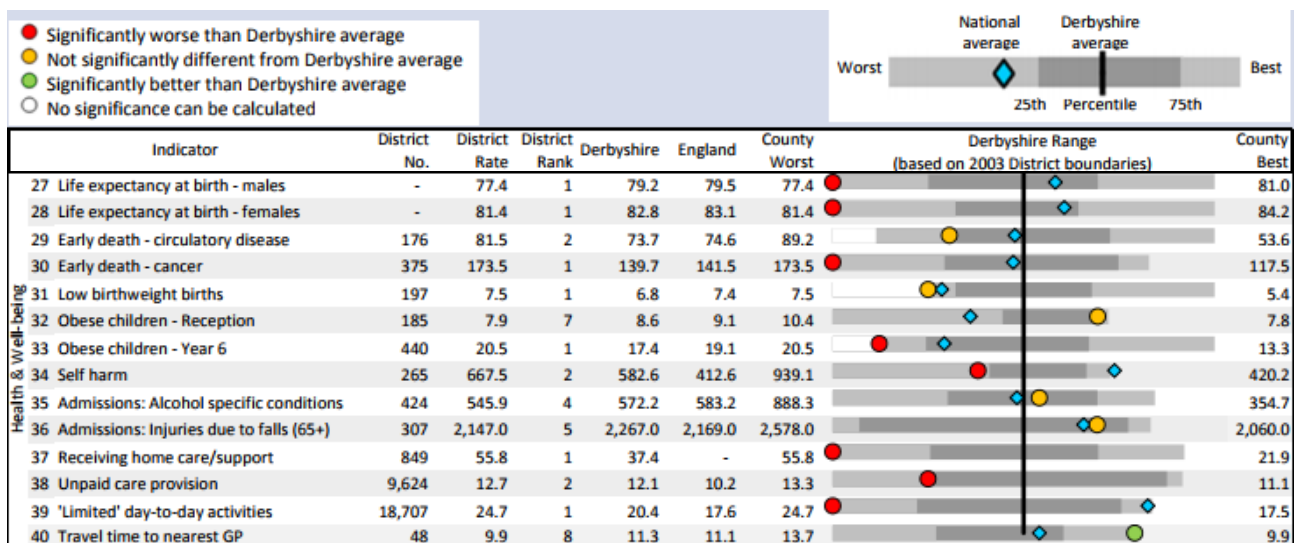 Significantly worse than Derbyshire average
Not significantly different from Derbyshire average
Significantly better than Derbyshire average
No significance can be calculated
National average
Derbyshire average
Worst
Best
25th Percentile 75th
Indicator District No. District Rate District Rank Derbyshire England County Worst Derbyshire Range (based on 2003 District boundaries) County Best
Health & Well-being
27 Life expectancy at birth - males - 77.4 1 79.2 79.5 77.4 81.0
28 Life expectancy at birth - females - 81.4 1 82.8 83.1 81.4 84.2
29 Early death - circulatory disease 176 81.5 2 73.7 74.6 89.2 53.6
30 Early death - cancer 375 173.5 1 139.7 141.5 173.5 117.5
31 Low birthweight births 197 7.5 1 6.8 7.4 7.5 5.4
32 Obese children - Reception 185 7.9 7 8.6 9.1 10.4 7.8
33 Obese children - Year 6 440 20.5 1 17.4 19.1 20.5 13.3
34 Self harm 265 667.5 2 582.6 412.6 939.1 420.2
35 Admissions: Alcohol specific conditions 424 545.9 4 572.2 583.2 888.3 354.7
36 Admissions: Injuries due to falls (65+) 307 2,147.0 5 2,267.0 2,169.0 2,578.0 2,060.0
37 Receiving home care/support 849 55.8 1 37.4 - 55.8 21.9
38 Unpaid care provision 9,624 12.7 2 12.1 10.2 13.3 11.1
39 'Limited' day-to-day activities 18,707 24.7 1 20.4 17.6 24.7 17.5
40 Travel time to nearest GP 48 9.9 8 11.3 11.1 13.7 9.9